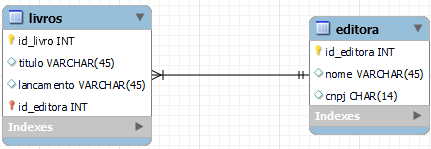 livros
id_livro INT
titulo VARCHAR(45)
lancamento VARCHAR(45)
id_editora INT
Indexes
editora
id_editora INT
nome VARCHAR(45)
cnpj CHAR(14)
Indexes